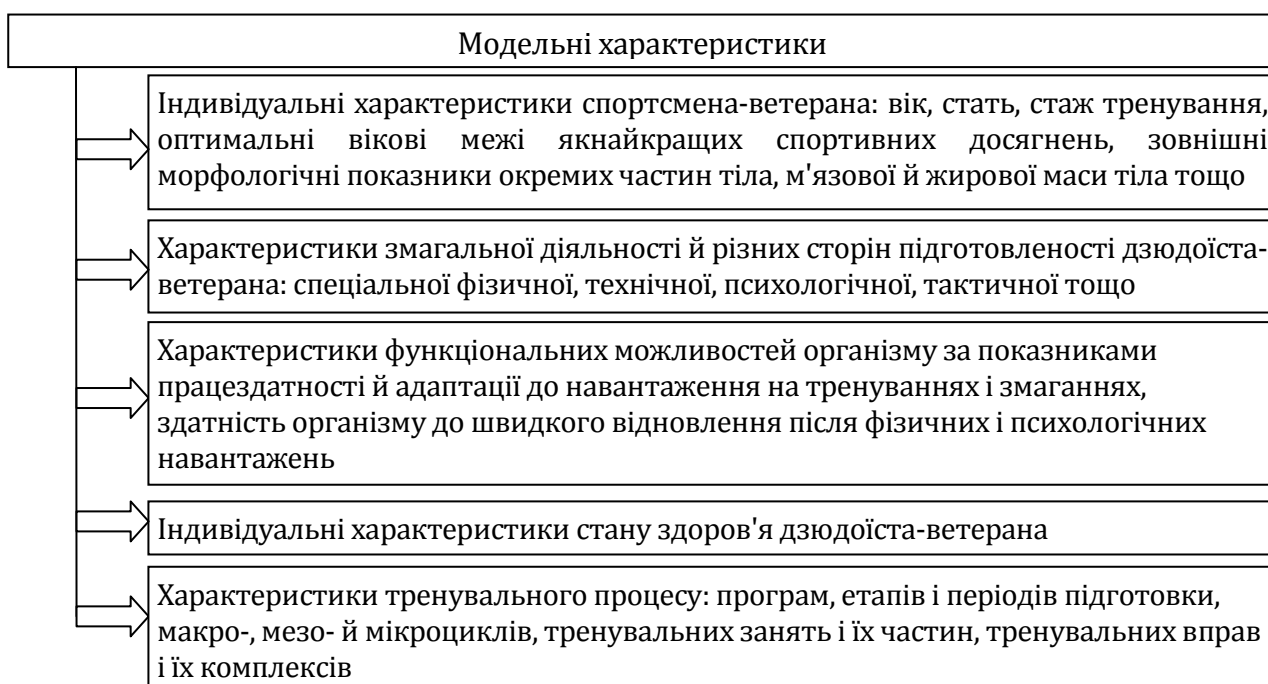 Модельні характеристики
Індивідуальні характеристики спортсмена-ветерана: вік, стать, стаж тренування,
оптимальні вікові межі якнайкращих спортивних досягнень, зовнішні
морфологічні показники окремих частин тіла, м'язової й жирової маси тіла тощо
Характеристики змагальної діяльності й різних сторін підготовленості дзюдоїста-
ветерана: спеціальної фізичної, технічної, психологічної, тактичної тощо
Характеристики функціональних можливостей організму за показниками
працездатності й адаптації до навантаження на тренуваннях і змаганнях,
здатність організму до швидкого відновлення після фізичних і психологічних
навантажень
Індивідуальні характеристики стану здоров'я дзюдоїста-ветерана
Характеристики тренувального процесу: програм, етапів і періодів підготовки,
макро-, мезо- й мікроциклів, тренувальних занять і їх частин, тренувальних вправ
і їх комплексів